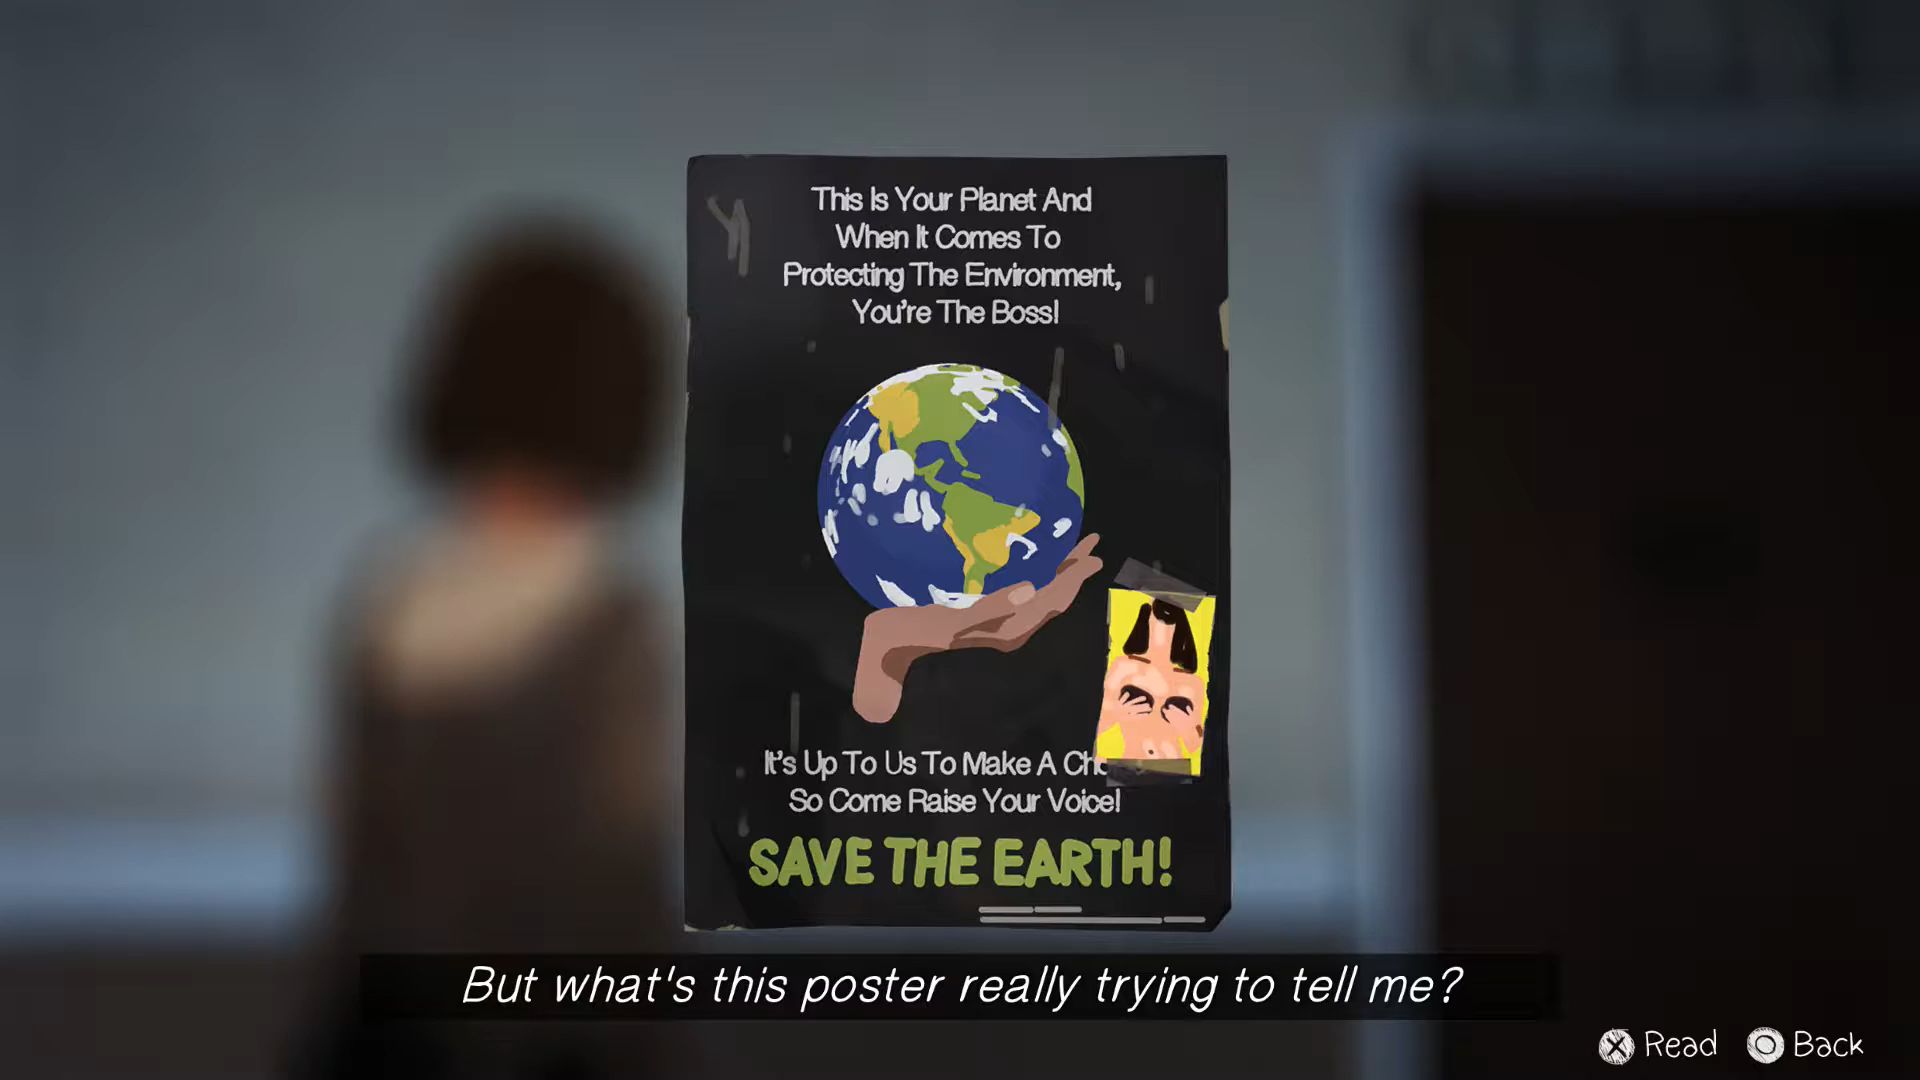 This Is Your Planet And
When It Comes To
Protecting The Environment,
You're The Boss!
It's Up To Us To Make A
So Come Raise Your Voice!
SAVE THE EARTH!
But what's this poster really trying to tell me?
Read
Back